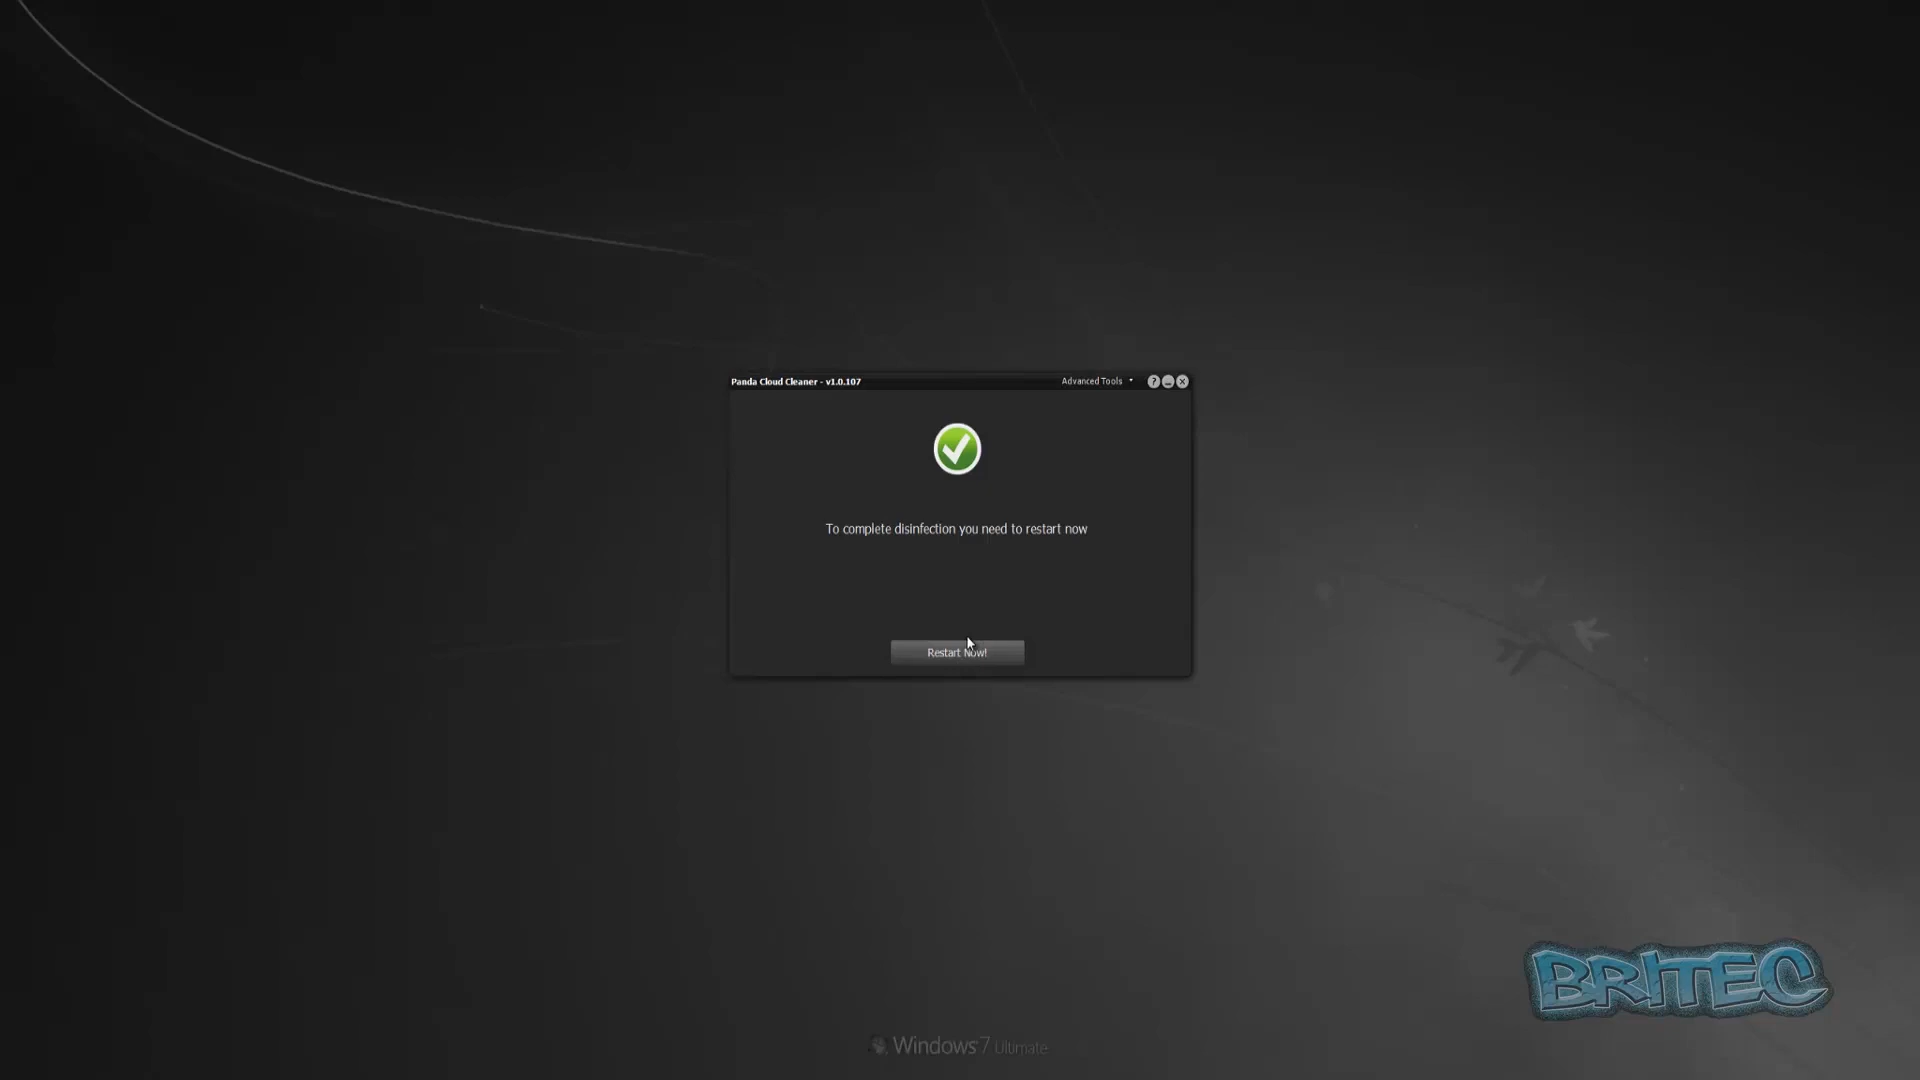 Panda Cloud Cleaner - v1.0.107
Advanced Tools
To complete disinfection you need to restart now
Restart Now!
BRITEC
Windows 7 Ultimate